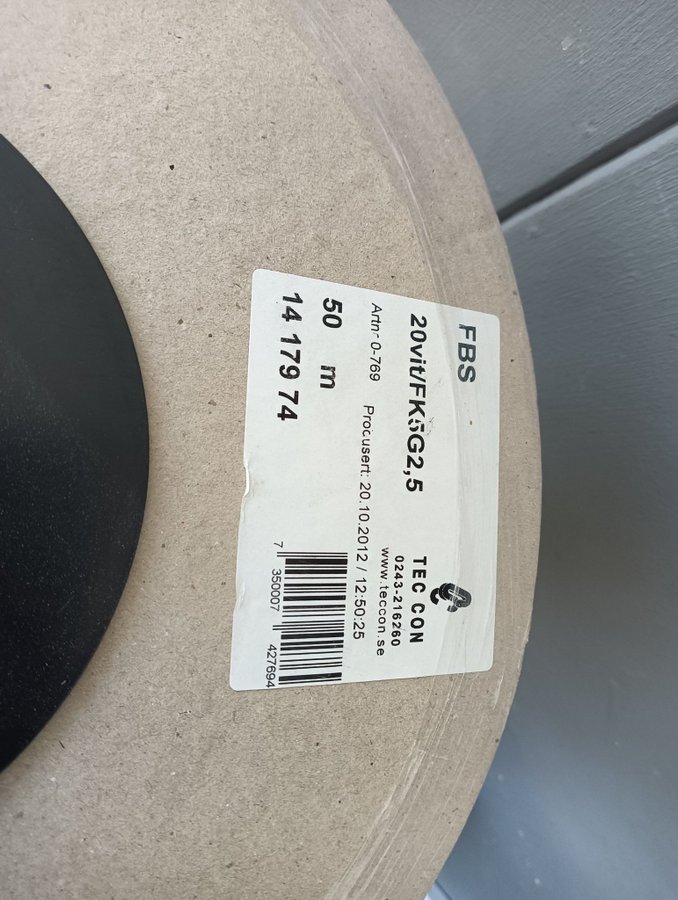 FBS
20vit/FK5G2,5
Artnr 0-769
50 m
14 179 74
TEC CON
0243-216260
www.teccon.se
Procusert: 20.10.2012 / 12:50:25
7 350007 427694